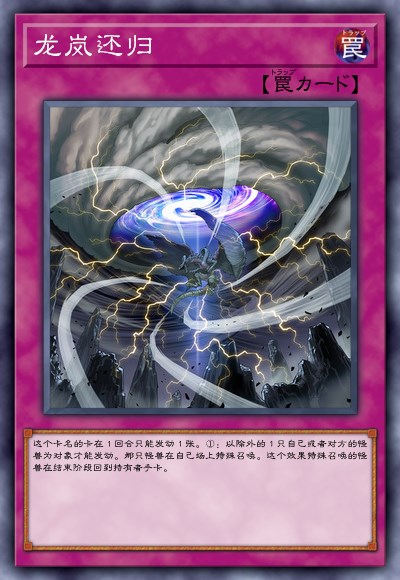 龙岚还归
罠
トラップ
【罠カード】
トラップ
这个卡名的卡在1回合只能发动1张。①：以除外的1只自己或者对方的怪
兽为对象才能发动。那只怪兽在自己场上特殊召唤。这个效果特殊召唤的怪
兽在结束阶段回到持有者手卡。